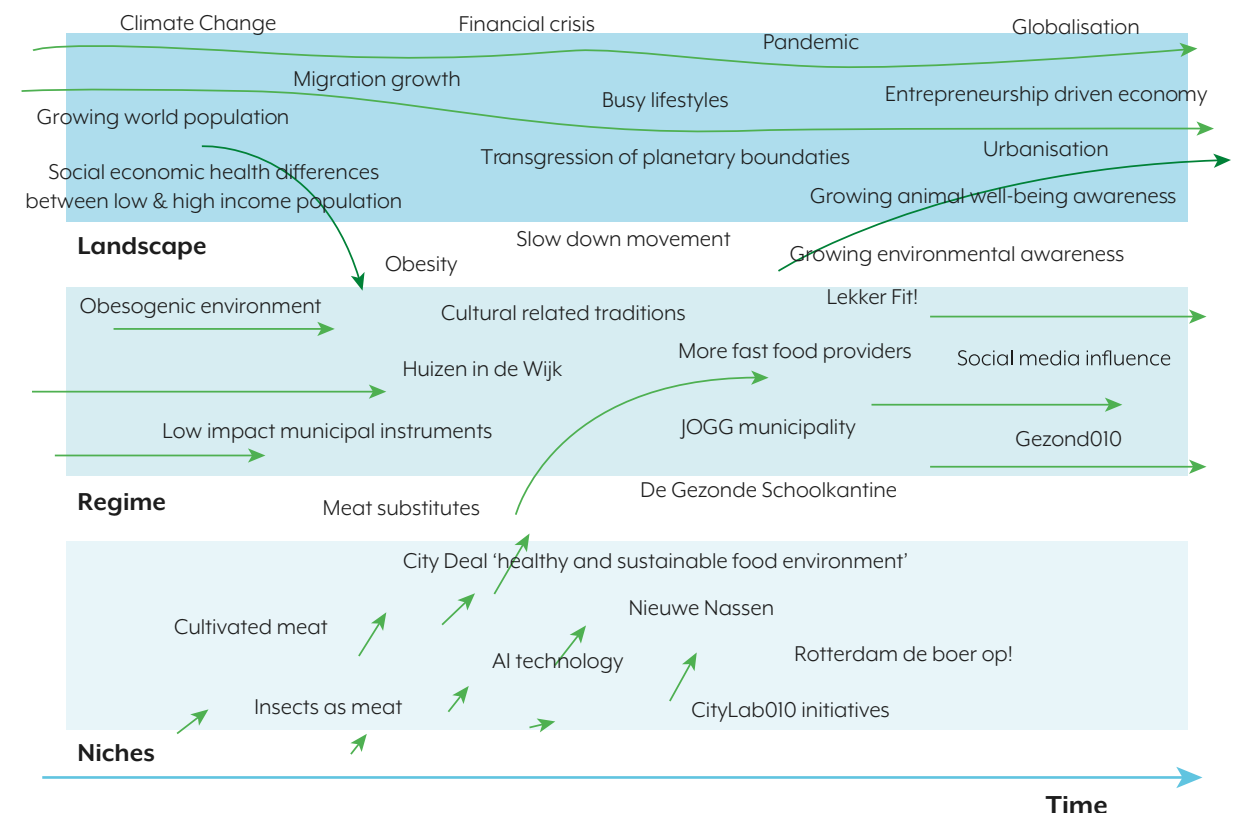 Climate Change
Financial crisis
Pandemic
Globalisation
Migration growth
Busy lifestyles
Entrepreneurship driven economy
Growing world population
Transgression of planetary boundaties
Urbanisation
Social economic health differences
between low & high income population
Growing animal well-being awareness
Landscape
Slow down movement
Growing environmental awareness
Obesity
Obesogenic environment
Cultural related traditions
Lekker Fit!
Huizen in de Wijk
More fast food providers
Social media influence
Low impact municipal instruments
JOGG municipality
Gezond010
Regime
Meat substitutes
De Gezonde Schoolkantine
City Deal ‘healthy and sustainable food environment’
Cultivated meat
Nieuwe Nassen
AI technology
Rotterdam de boer op!
Insects as meat
CityLab010 initiatives
Niches
Time